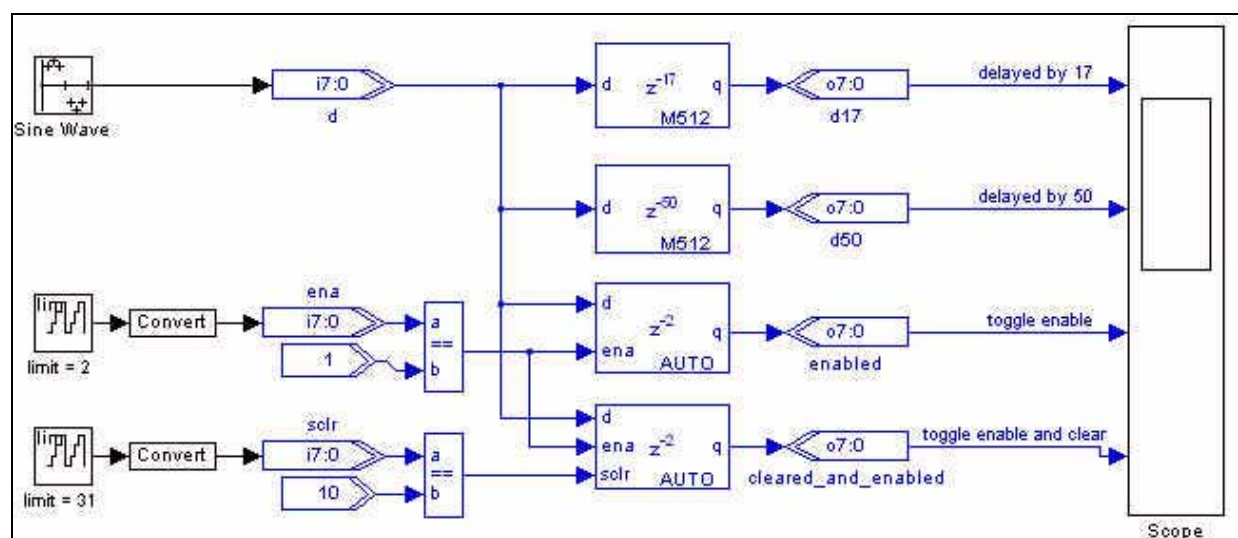 Sine Wave
i7:0
d
d z-17 q
M512
o7:0
d17
delayed by 17
d z-50 q
M512
o7:0
d50
delayed by 50
lim
limit = 2
Convert
ena
i7:0
1
a
==
b
d
z-2 q
ena
AUTO
o7:0
enabled
toggle enable
lim
limit = 31
Convert
sclr
i7:0
10
a
==
b
d
ena z-2 q
sclr
AUTO
o7:0
cleared_and_enabled
toggle enable and clear
Scope